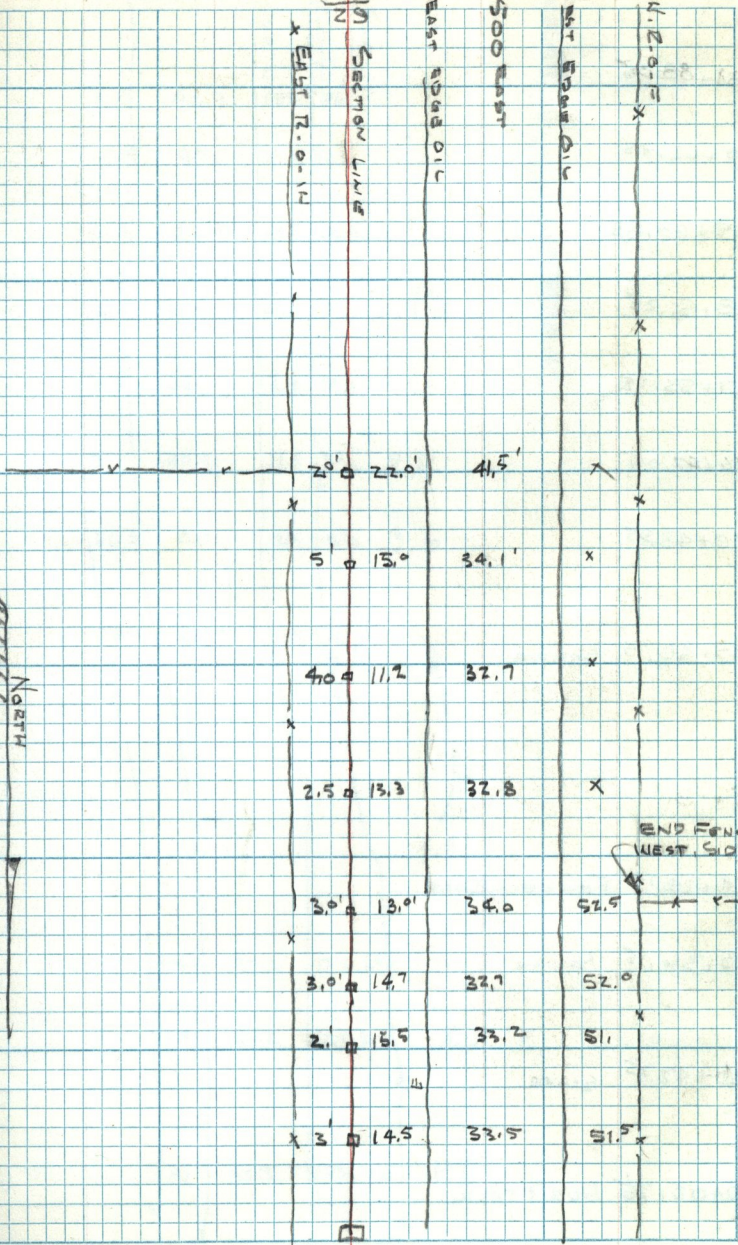 x EAST R-O-W
SECTION LINE
EAST EDGE OIL
500 EAST
EDGE OIL
20' 22.0' 41.5'
5' 15.0 34.1'
4.0 11.2 32.7
2.5 13.3 32.8
END FEN
WEST SID
3.0' 13.0' 34.0 52.5
3.0' 14.7 32.9 52.0
2.' 15.5 33.2 51.
3' 14.5 33.5 51.5
NORTH